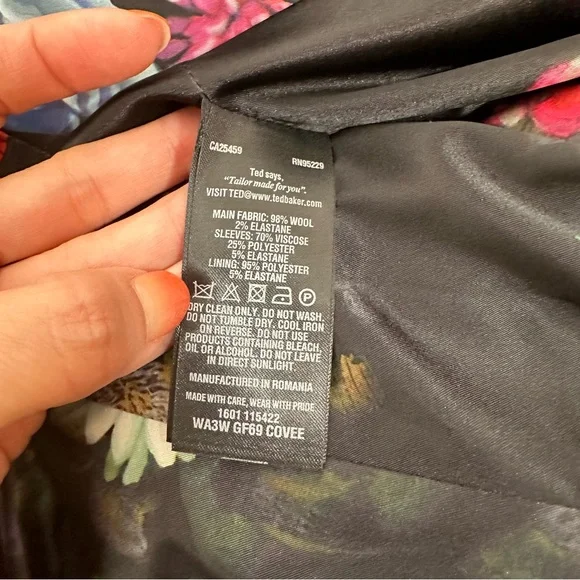 CA25459 RN95229
Ted says,
"Tailor made for you".
VISIT TED@www.tedbaker.com
MAIN FABRIC: 98% WOOL
2% ELASTANE
SLEEVES: 70% VISCOSE
25% POLYESTER
5% ELASTANE
LINING: 95% POLYESTER
5% ELASTANE
P
DRY CLEAN ONLY. DO NOT WASH.
DO NOT TUMBLE DRY. COOL IRON
ON REVERSE. DO NOT USE
PRODUCTS CONTAINING BLEACH,
OIL OR ALCOHOL. DO NOT LEAVE
IN DIRECT SUNLIGHT.
MANUFACTURED IN ROMANIA
MADE WITH CARE, WEAR WITH PRIDE
1601 115422
WA3W GF69 COVEE